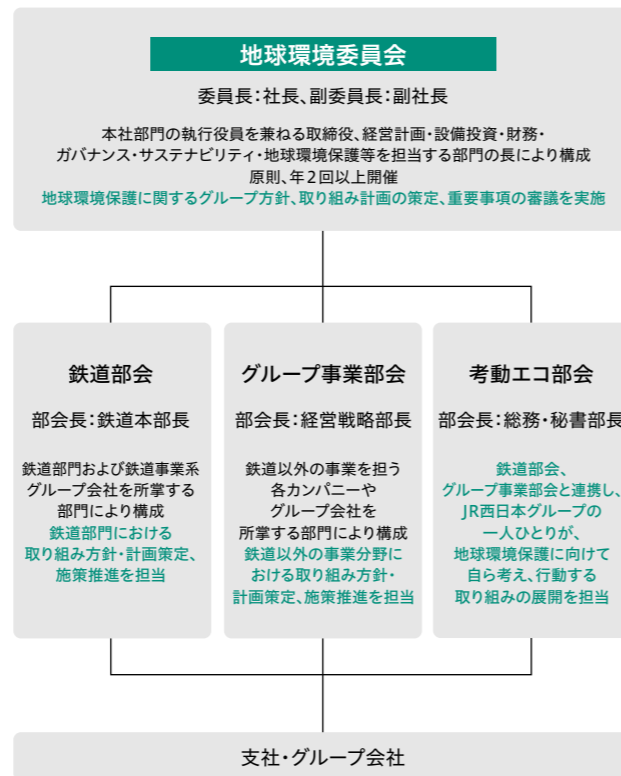 地球環境委員会
委員長：社長、副委員長：副社長
本社部門の執行役員を兼ねる取締役、経営計画・設備投資・財務・
ガバナンス・サステナビリティ・地球環境保護等を担当する部門の長により構成
原則、年2回以上開催
地球環境保護に関するグループ方針、取り組み計画の策定、重要事項の審議を実施
鉄道部会
部会長：鉄道本部長
鉄道部門および鉄道事業系
グループ会社を所掌する
部門により構成
鉄道部門における
取り組み方針・計画策定、
施策推進を担当
グループ事業部会
部会長：経営戦略部長
鉄道以外の事業を担う
各カンパニーや
グループ会社を
所掌する部門により構成
鉄道以外の事業分野に
おける取り組み方針・
計画策定、施策推進を担当
考動エコ部会
部会長：総務・秘書部長
鉄道部会、
グループ事業部会と連携し、
JR西日本グループの
一人ひとりが、
地球環境保護に向けて
自ら考え、行動する
取り組みの展開を担当
支社・グループ会社